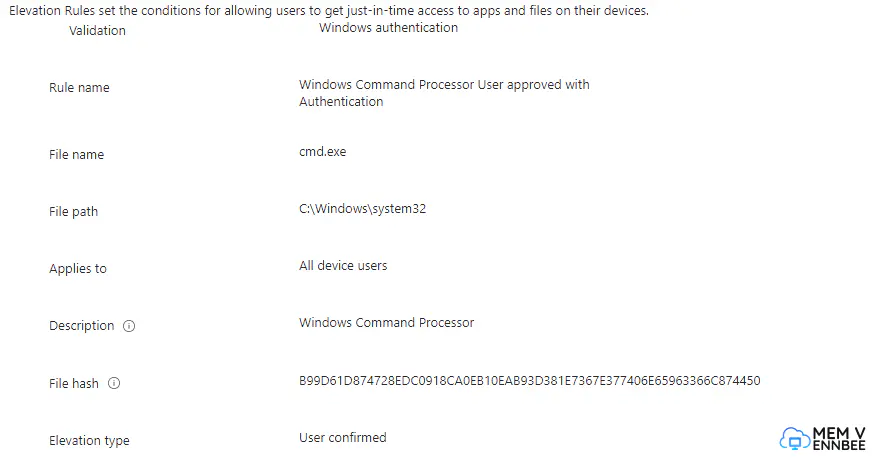 Elevation Rules set the conditions for allowing users to get just-in-time access to apps and files on their devices.
Validation Windows authentication
Rule name Windows Command Processor User approved with
Authentication
File name cmd.exe
File path C:\Windows\system32
Applies to All device users
Description Windows Command Processor
File hash B99D61D874728EDC0918CA0EB10EAB93D381E7367E377406E65963366C874450
Elevation type User confirmed
MEM V
ENNBEE